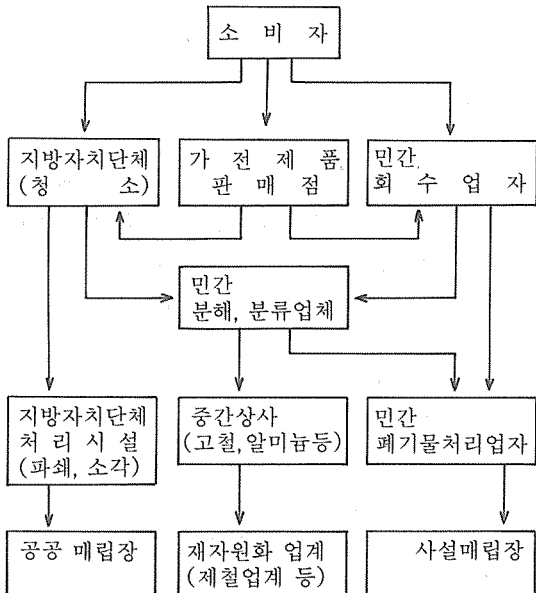 소 비 자
지방자치단체
(청 소)
가 전 제 품
판 매 점
민간
회 수 업 자
민간
분해, 분류업체
지방자치단체
처 리 시 설
(파쇄, 소각)
중간상사
(고철,알미늄등)
민간
폐기물처리업자
공공 매립장
재자원화 업계
(제철업계 등)
사설매립장